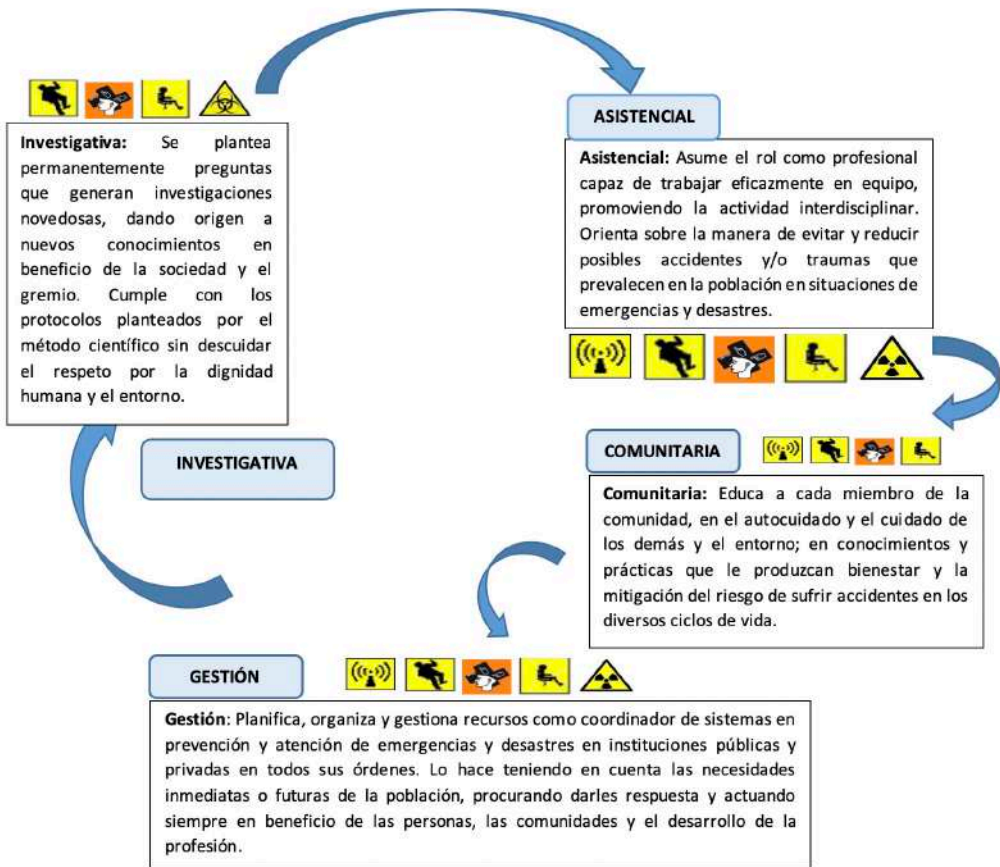 Investigativa: Se plantea
permanentemente preguntas
que generan investigaciones
novedosas, dando origen a
nuevos conocimientos en
beneficio de la sociedad y el
gremio. Cumple con los
protocolos planteados por el
método científico sin descuidar
el respeto por la dignidad
humana y el entorno.
INVESTIGATIVA
ASISTENCIAL
Asistencial: Asume el rol como profesional
capaz de trabajar eficazmente en equipo,
promoviendo la actividad interdisciplinar.
Orienta sobre la manera de evitar y reducir
posibles accidentes y/o traumas que
prevalecen en la población en situaciones de
emergencias y desastres.
COMUNITARIA
Comunitaria: Educa a cada miembro de la
comunidad, en el autocuidado y el cuidado de
los demás y el entorno; en conocimientos y
prácticas que le produzcan bienestar y la
mitigación del riesgo de sufrir accidentes en los
diversos ciclos de vida.
GESTIÓN
Gestión: Planifica, organiza y gestiona recursos como coordinador de sistemas en
prevención y atención de emergencias y desastres en instituciones públicas y
privadas en todos sus órdenes. Lo hace teniendo en cuenta las necesidades
inmediatas o futuras de la población, procurando darles respuesta y actuando
siempre en beneficio de las personas, las comunidades y el desarrollo de la
profesión.